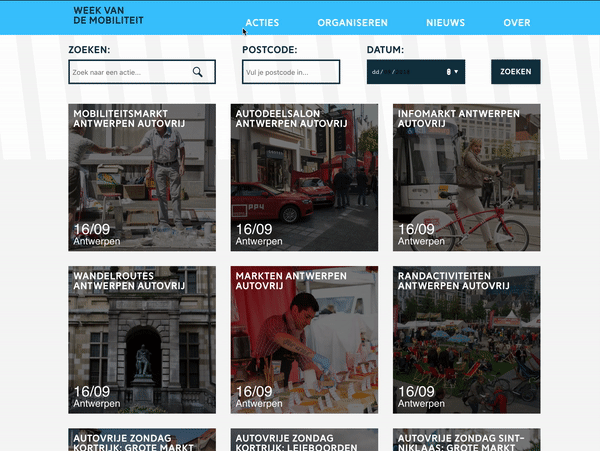 WEEK VAN
DE MOBILITEIT
ACTIES
ORGANISEREN
NIEUWS
OVER
ZOEKEN:
POSTCODE:
DATUM:
Zoek naar een actie...
Vul je postcode in...
dd/
ZOEKEN
MOBILITEITSMARKT
ANTWERPEN AUTOVRIJ
16/09
Antwerpen
AUTODEELSALON
ANTWERPEN AUTOVRIJ
16/09
Antwerpen
INFOMARKT ANTWERPEN
AUTOVRIJ
16/09
Antwerpen
WANDELROUTES
ANTWERPEN AUTOVRIJ
16/09
Antwerpen
MARKTEN ANTWERPEN
AUTOVRIJ
16/09
Antwerpen
RANDACTIVITEITEN
ANTWERPEN AUTOVRIJ
16/09
Antwerpen
AUTOVRIJE ZONDAG
KORTRIJK: GROTE MARKT
AUTOVRIJE ZONDAG
KORTRIJK: LEIEBOORDEN
AUTOVRIJE ZONDAG SINT-
NIKLAAS: GROTE MARKT